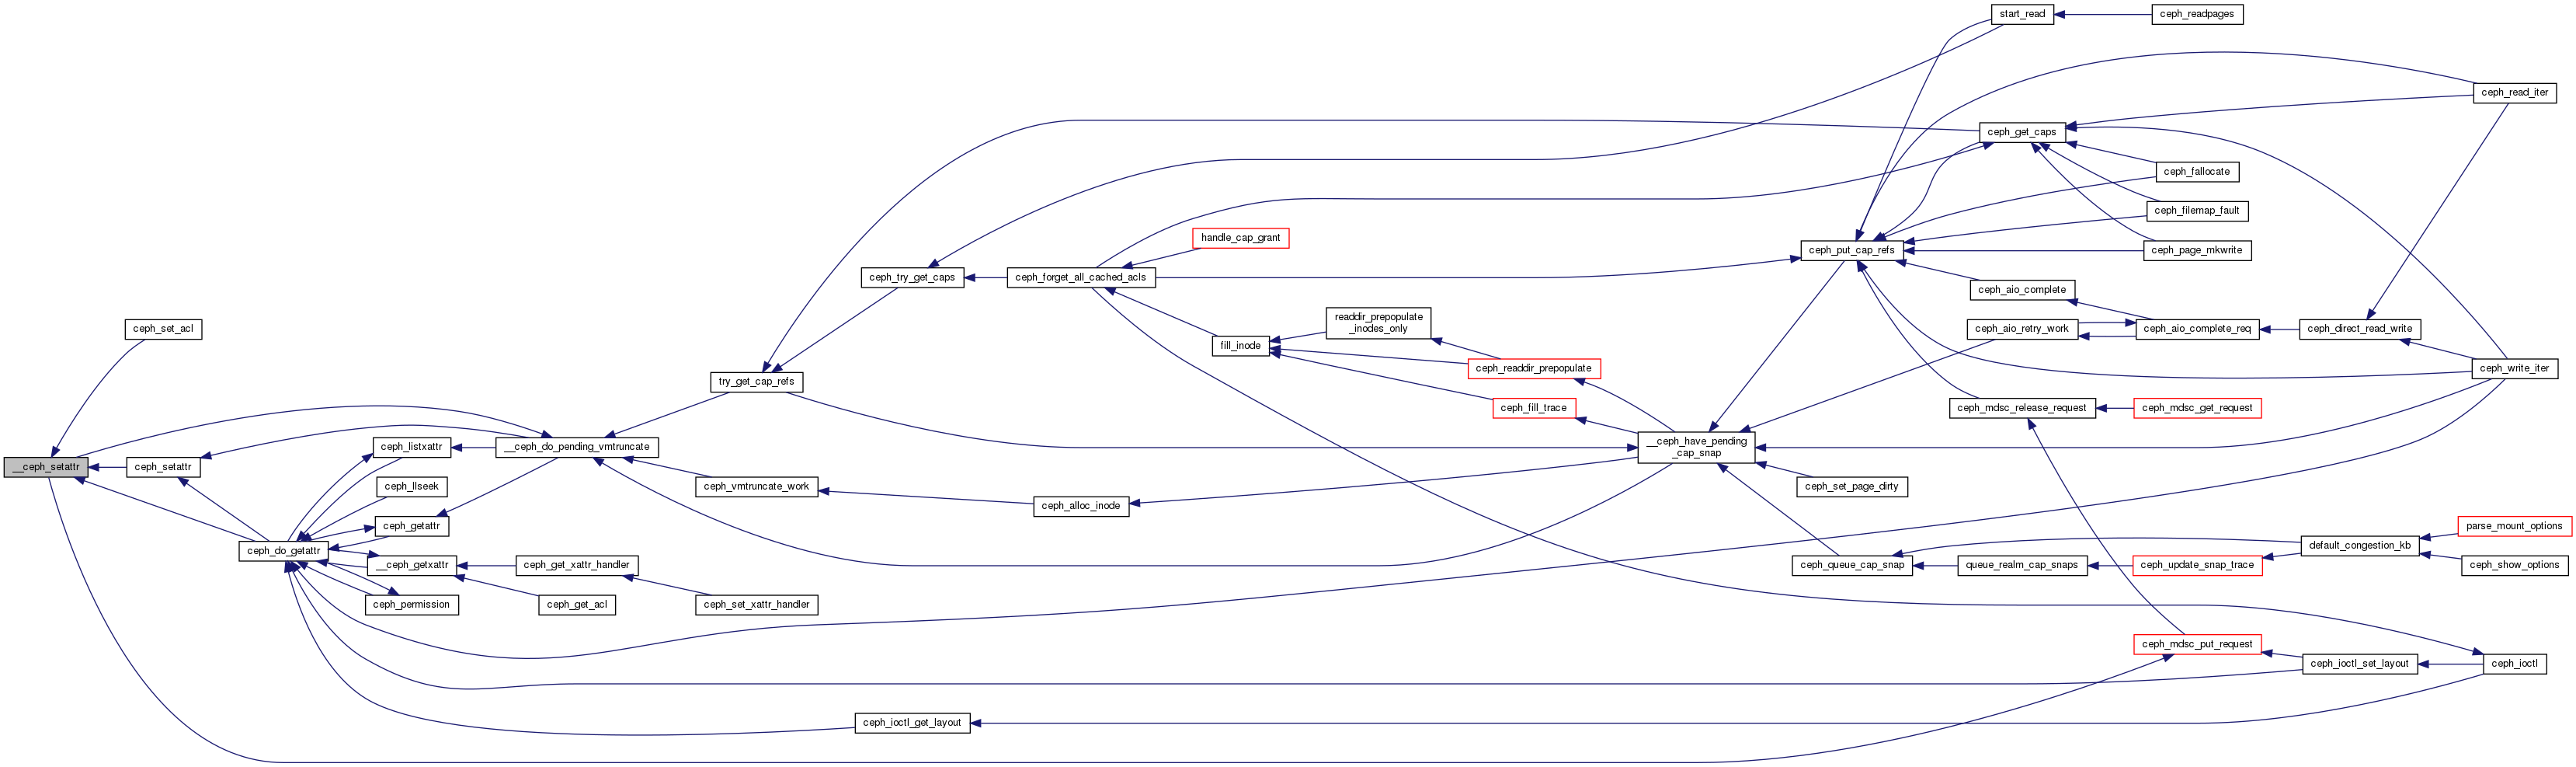 start_read
ceph_readpages
ceph_read_iter
ceph_get_caps
ceph_fallocate
ceph_filemap_fault
handle_cap_grant
ceph_put_cap_refs
ceph_page_mkwrite
ceph_try_get_caps
ceph_forget_all_cached_acls
ceph_aio_complete
readdir_prepopulate
_inodes_only
ceph_set_acl
ceph_aio_retry_work
ceph_aio_complete_req
ceph_direct_read_write
fill_inode
ceph_readdir_prepopulate
ceph_write_iter
try_get_cap_refs
ceph_fill_trace
ceph_mdsc_release_request
ceph_mdsc_get_request
ceph_listxattr
__ceph_do_pending_vmtruncate
__ceph_have_pending
_cap_snap
__ceph_setattr
ceph_setattr
ceph_llseek
ceph_vmtruncate_work
ceph_set_page_dirty
ceph_alloc_inode
ceph_getattr
parse_mount_options
default_congestion_kb
ceph_do_getattr
__ceph_getxattr
ceph_get_xattr_handler
ceph_queue_cap_snap
queue_realm_cap_snaps
ceph_update_snap_trace
ceph_show_options
ceph_permission
ceph_get_acl
ceph_set_xattr_handler
ceph_mdsc_put_request
ceph_ioctl_set_layout
ceph_ioctl
ceph_ioctl_get_layout